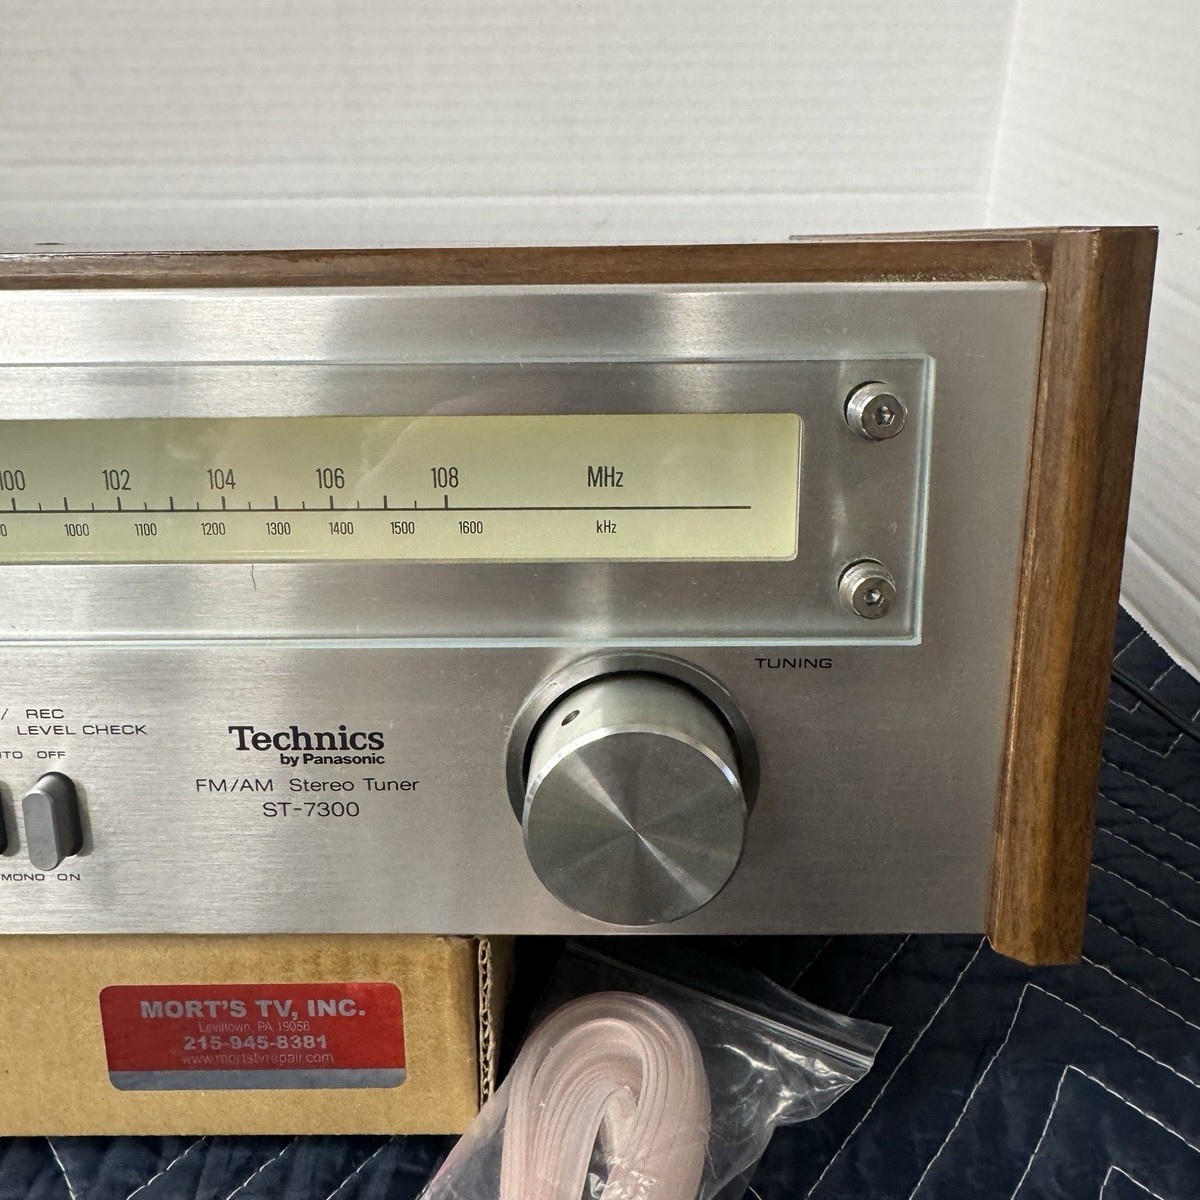 100 102 104 106 108 MHz
1000 1100 1200 1300 1400 1500 1600 kHz
TUNING
/ REC
LEVEL CHECK
OFF
MONO ON
Technics
by Panasonic
FM/AM Stereo Tuner
ST-7300
MORT'S TV, INC.
Levittown, PA 19056
215-945-8381
www.mortstvrepair.com